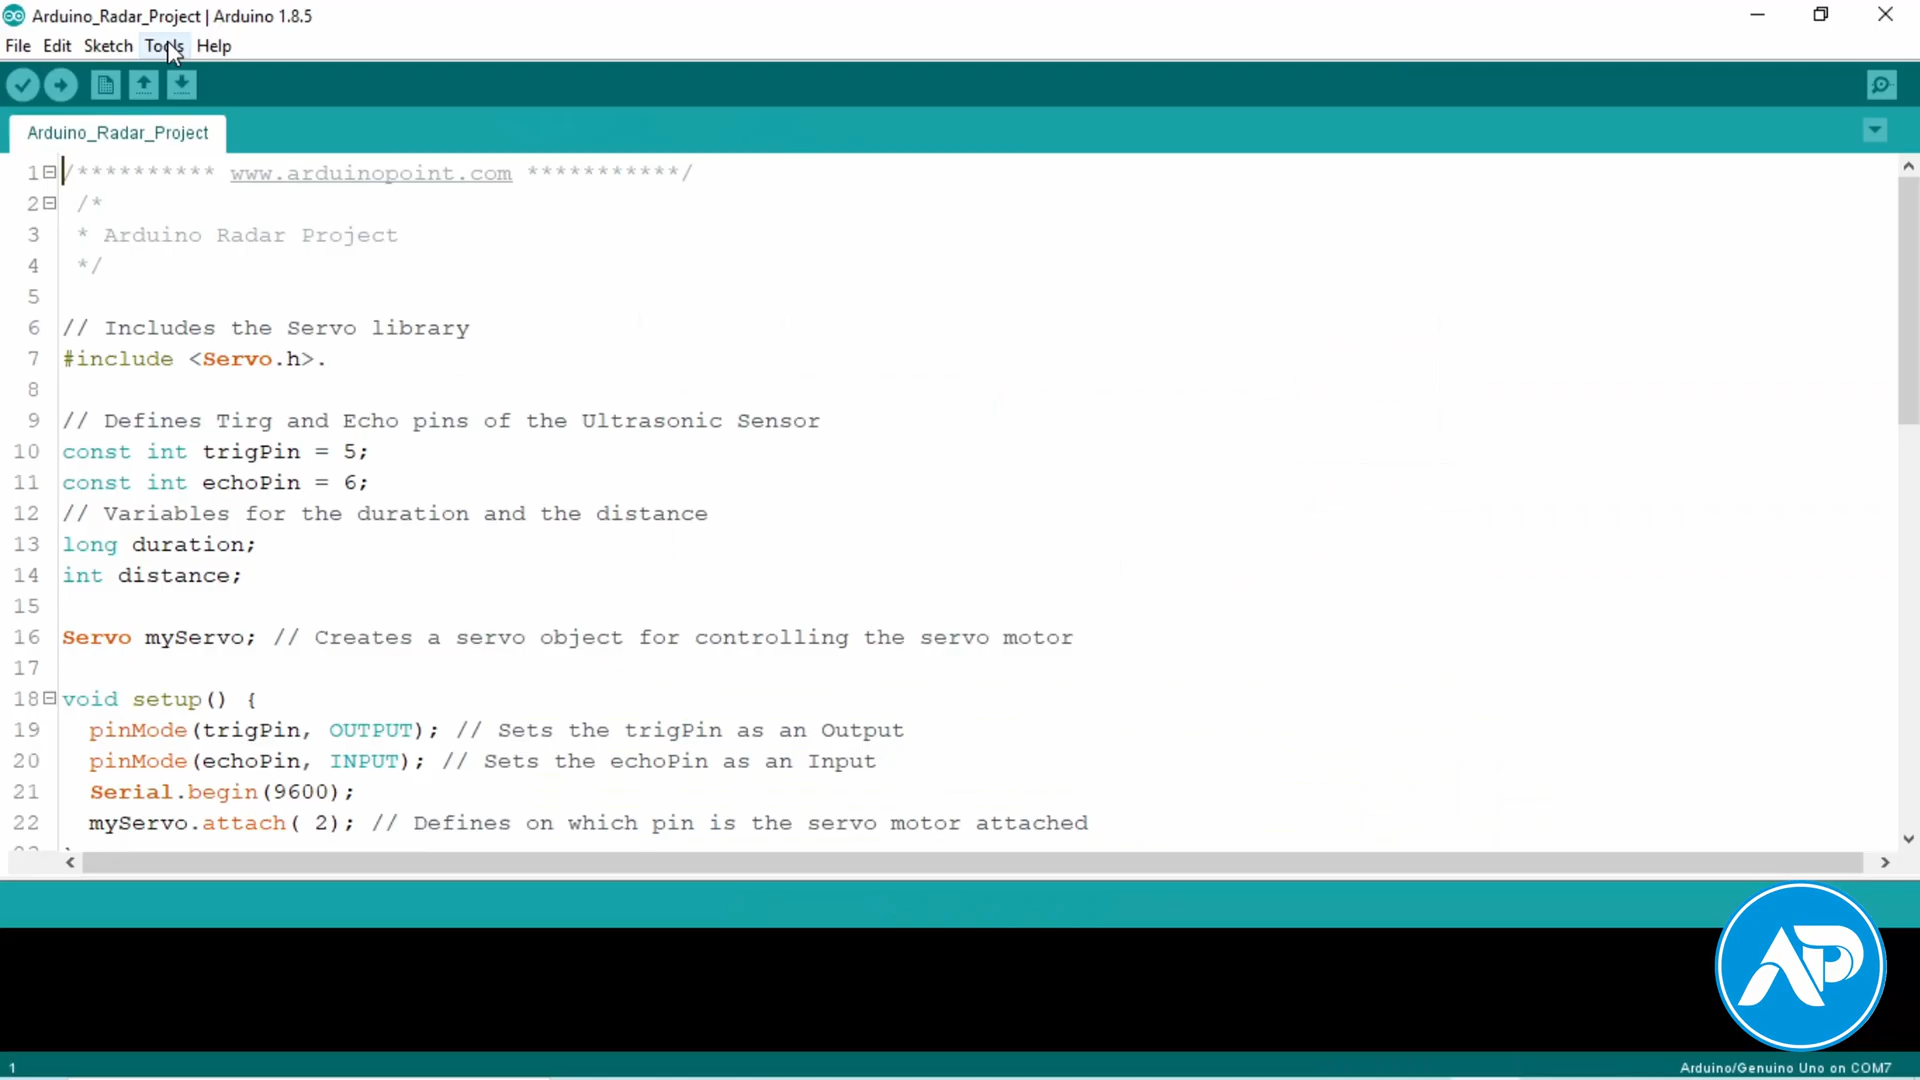 Arduino_Radar_Project | Arduino 1.8.5
File Edit Sketch Tools Help
Arduino_Radar_Project
1 /********** www.arduinopoint.com ***********/
2 /*
3 * Arduino Radar Project
4 */
5
6 // Includes the Servo library
7 #include <Servo.h>.
8
9 // Defines Tirg and Echo pins of the Ultrasonic Sensor
10 const int trigPin = 5;
11 const int echoPin = 6;
12 // Variables for the duration and the distance
13 long duration;
14 int distance;
15
16 Servo myServo; // Creates a servo object for controlling the servo motor
17
18 void setup() {
19 pinMode(trigPin, OUTPUT); // Sets the trigPin as an Output
20 pinMode(echoPin, INPUT); // Sets the echoPin as an Input
21 Serial.begin(9600);
22 myServo.attach( 2); // Defines on which pin is the servo motor attached
AP
1 Arduino/Genuino Uno on COM7